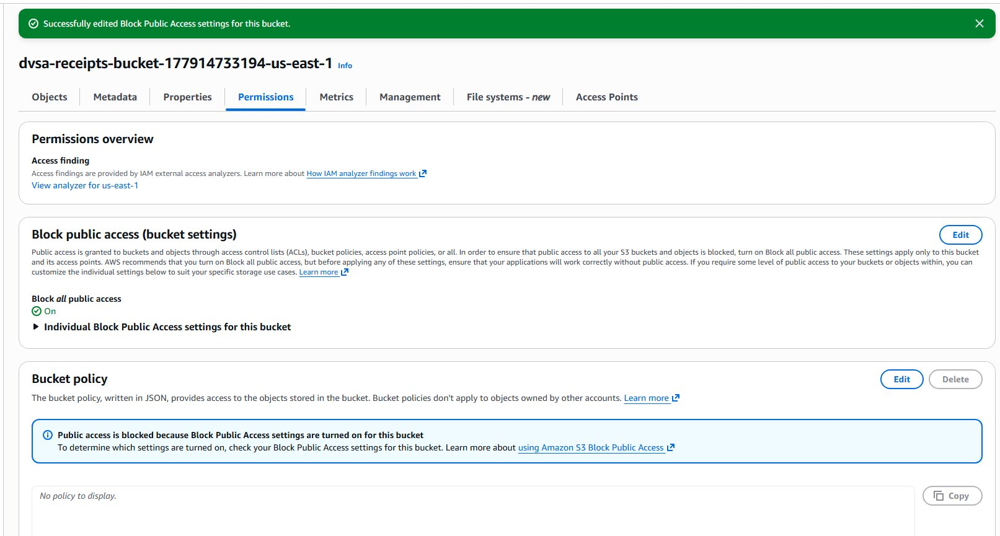 Successfully edited Block Public Access settings for this bucket.
dvsa-receipts-bucket-177914733194-us-east-1 Info
Objects Metadata Properties Permissions Metrics Management File systems - new Access Points
Permissions overview
Access finding
Access findings are provided by IAM external access analyzers. Learn more about How IAM analyzer findings work
View analyzer for us-east-1
Block public access (bucket settings) Edit
Public access is granted to buckets and objects through access control lists (ACLs), bucket policies, access point policies, or all. In order to ensure that public access to all your S3 buckets and objects is blocked, turn on Block all public access. These settings apply only to this bucket
and its access points. AWS recommends that you turn on Block all public access, but before applying any of these settings, ensure that your applications will work correctly without public access. If you require some level of public access to your buckets or objects within, you can
customize the individual settings below to suit your specific storage use cases. Learn more
Block all public access
On
Individual Block Public Access settings for this bucket
Bucket policy Edit Delete
The bucket policy, written in JSON, provides access to the objects stored in the bucket. Bucket policies don't apply to objects owned by other accounts. Learn more
Public access is blocked because Block Public Access settings are turned on for this bucket
To determine which settings are turned on, check your Block Public Access settings for this bucket. Learn more about using Amazon S3 Block Public Access
No policy to display. Copy